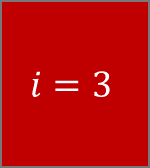 i = 3